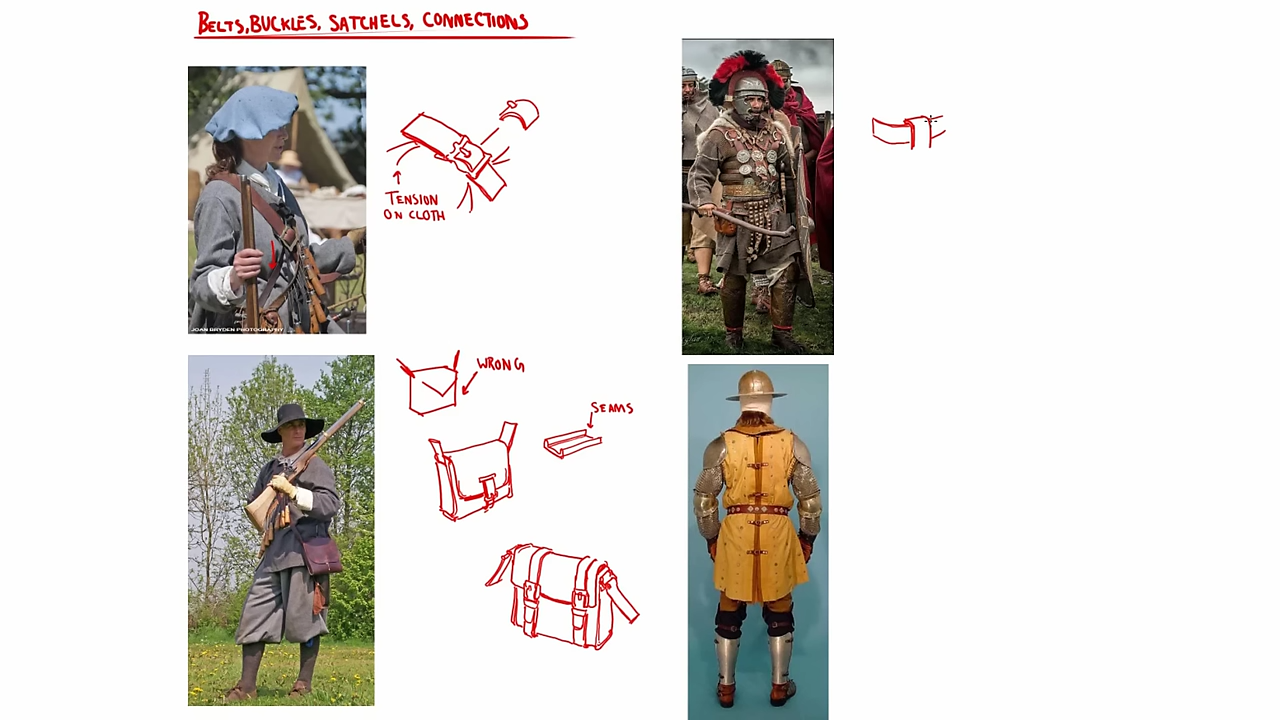 BELTS, BUCKLES, SATCHELS, CONNECTIONS
TENSION
ON CLOTH
JOAN BRYDEN PHOTOGRAPHY
WRONG
SEAMS